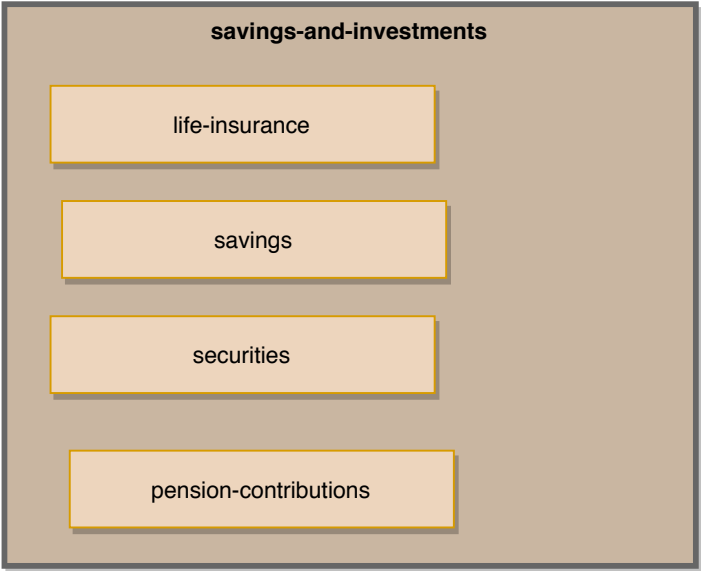 savings-and-investments
life-insurance
savings
securities
pension-contributions